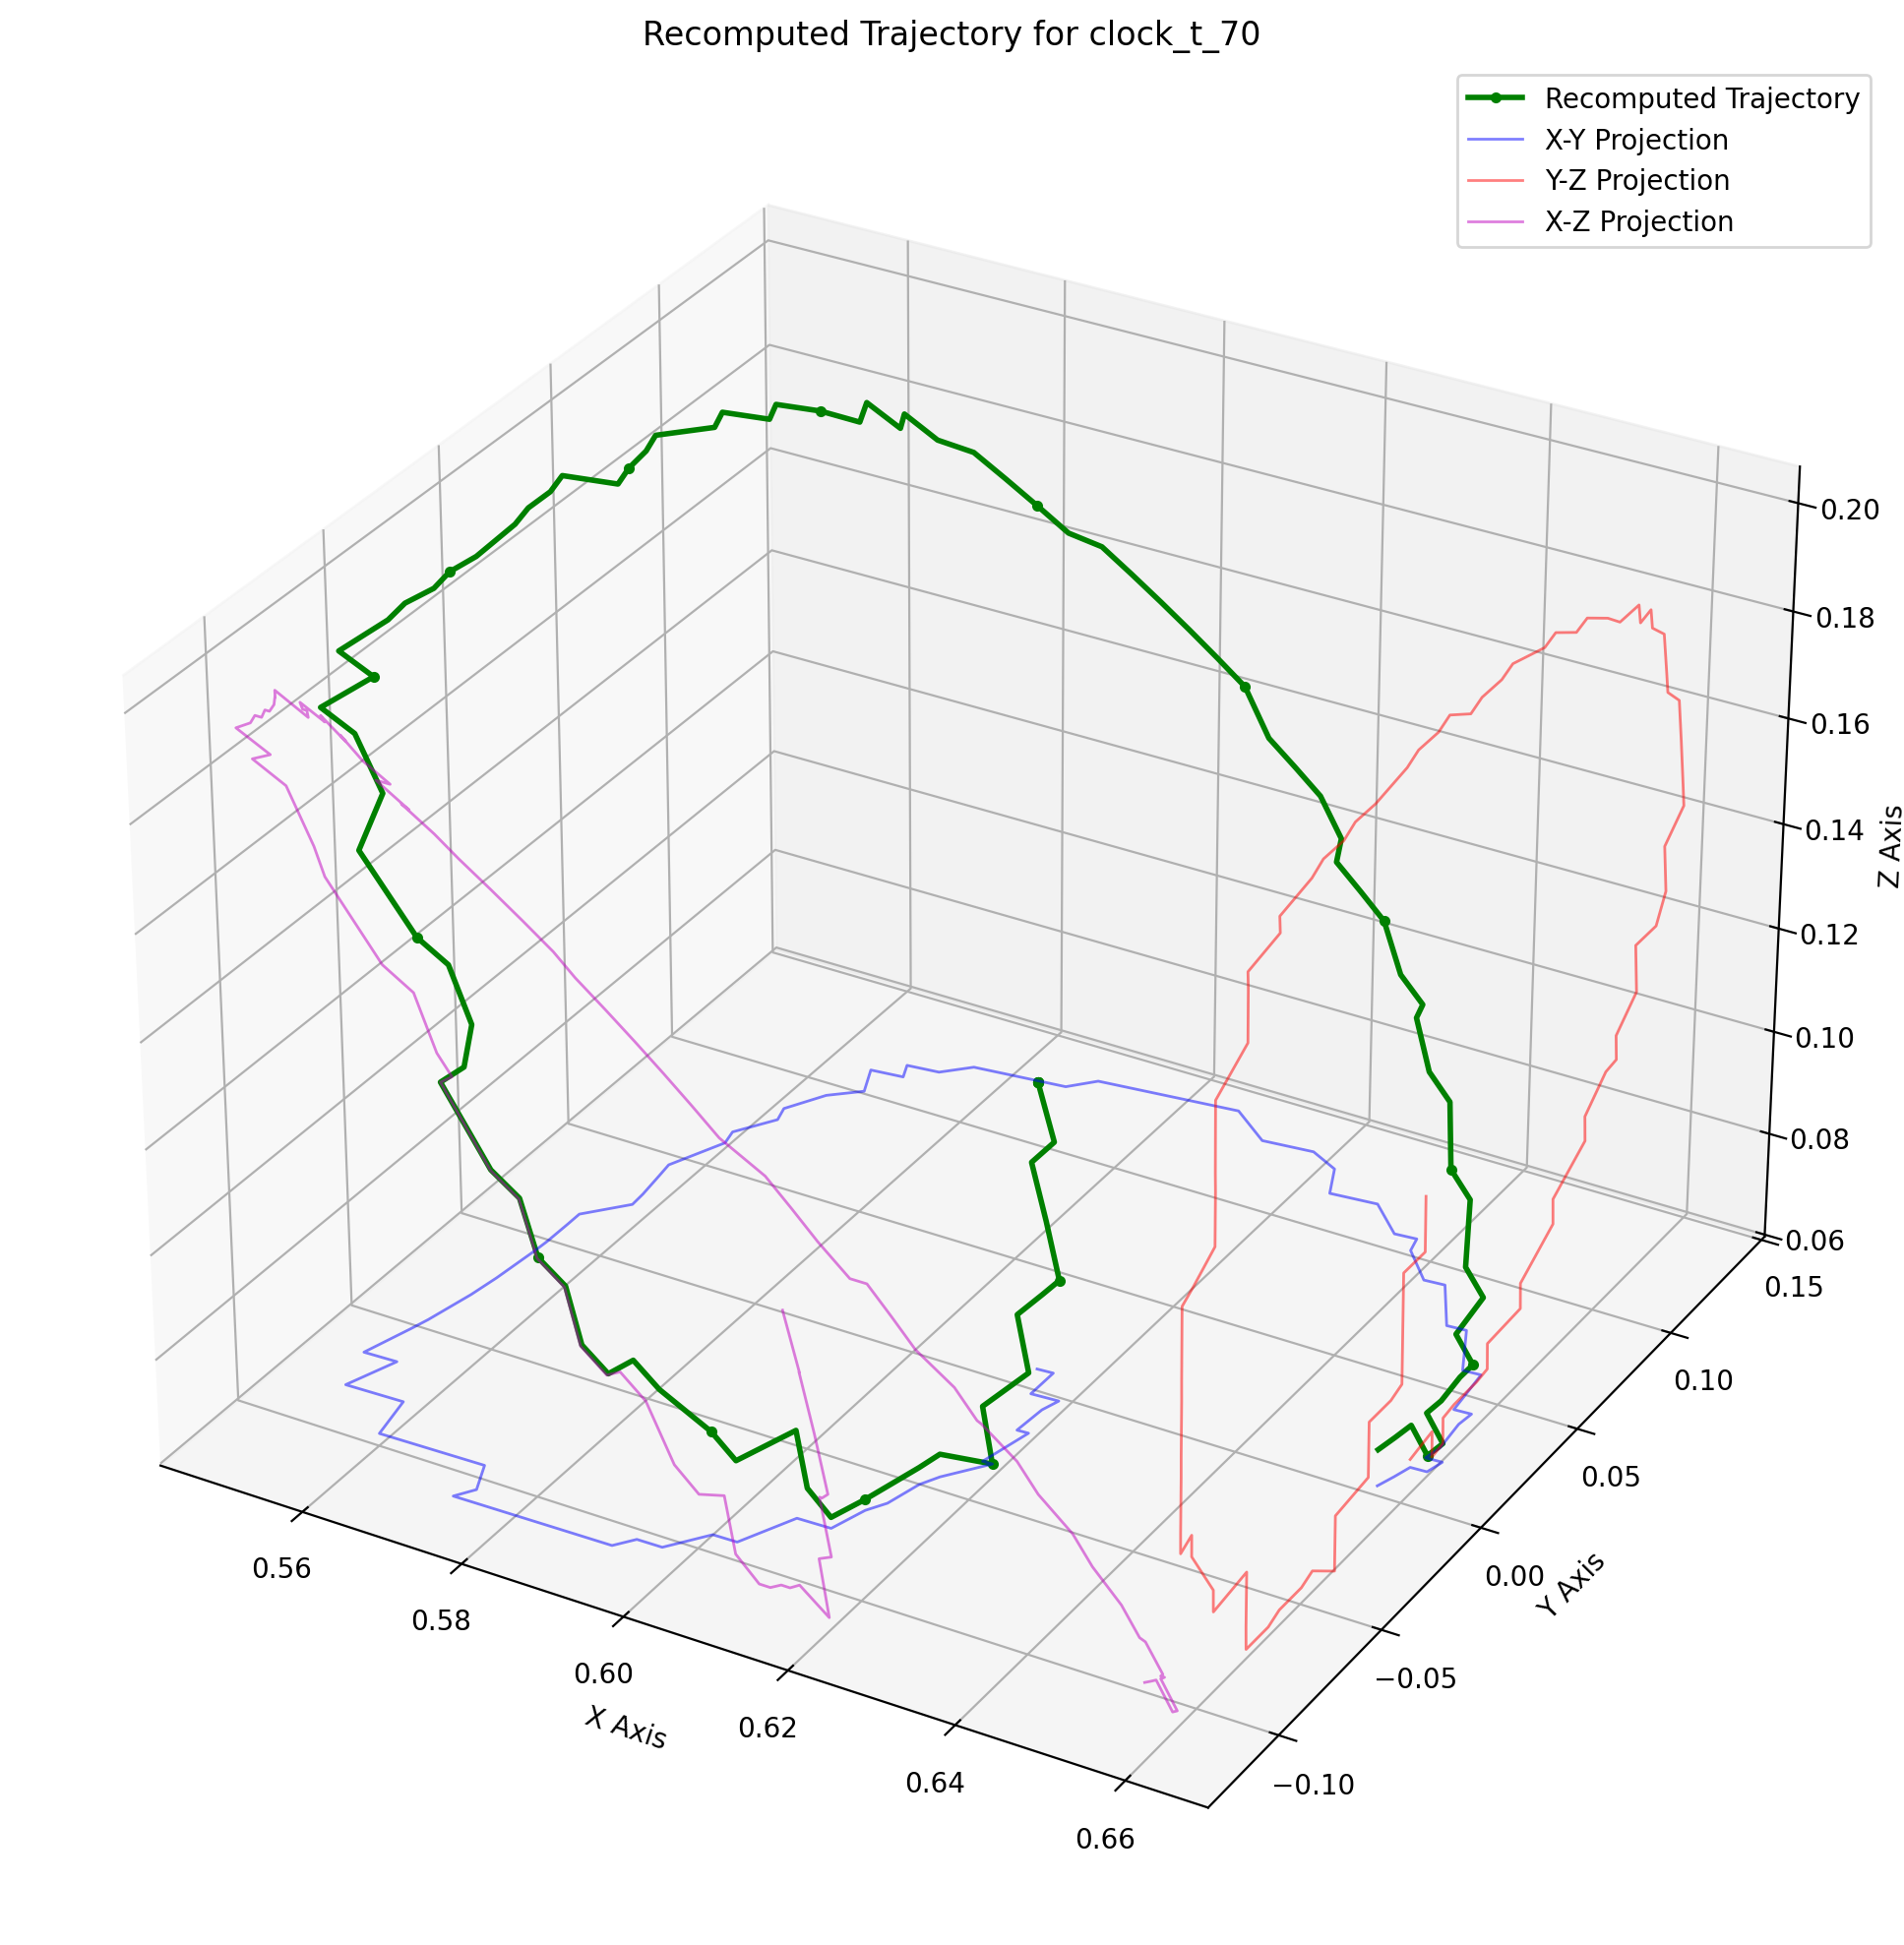 Recomputed Trajectory for clock_t_70
Recomputed Trajectory
X-Y Projection
Y-Z Projection
X-Z Projection
0.20
0.18
0.16
0.14
0.12
0.10
0.08
0.06
Z Axis
0.15
0.10
0.05
0.00
−0.05
−0.10
Y Axis
0.56
0.58
0.60
0.62
0.64
0.66
X Axis